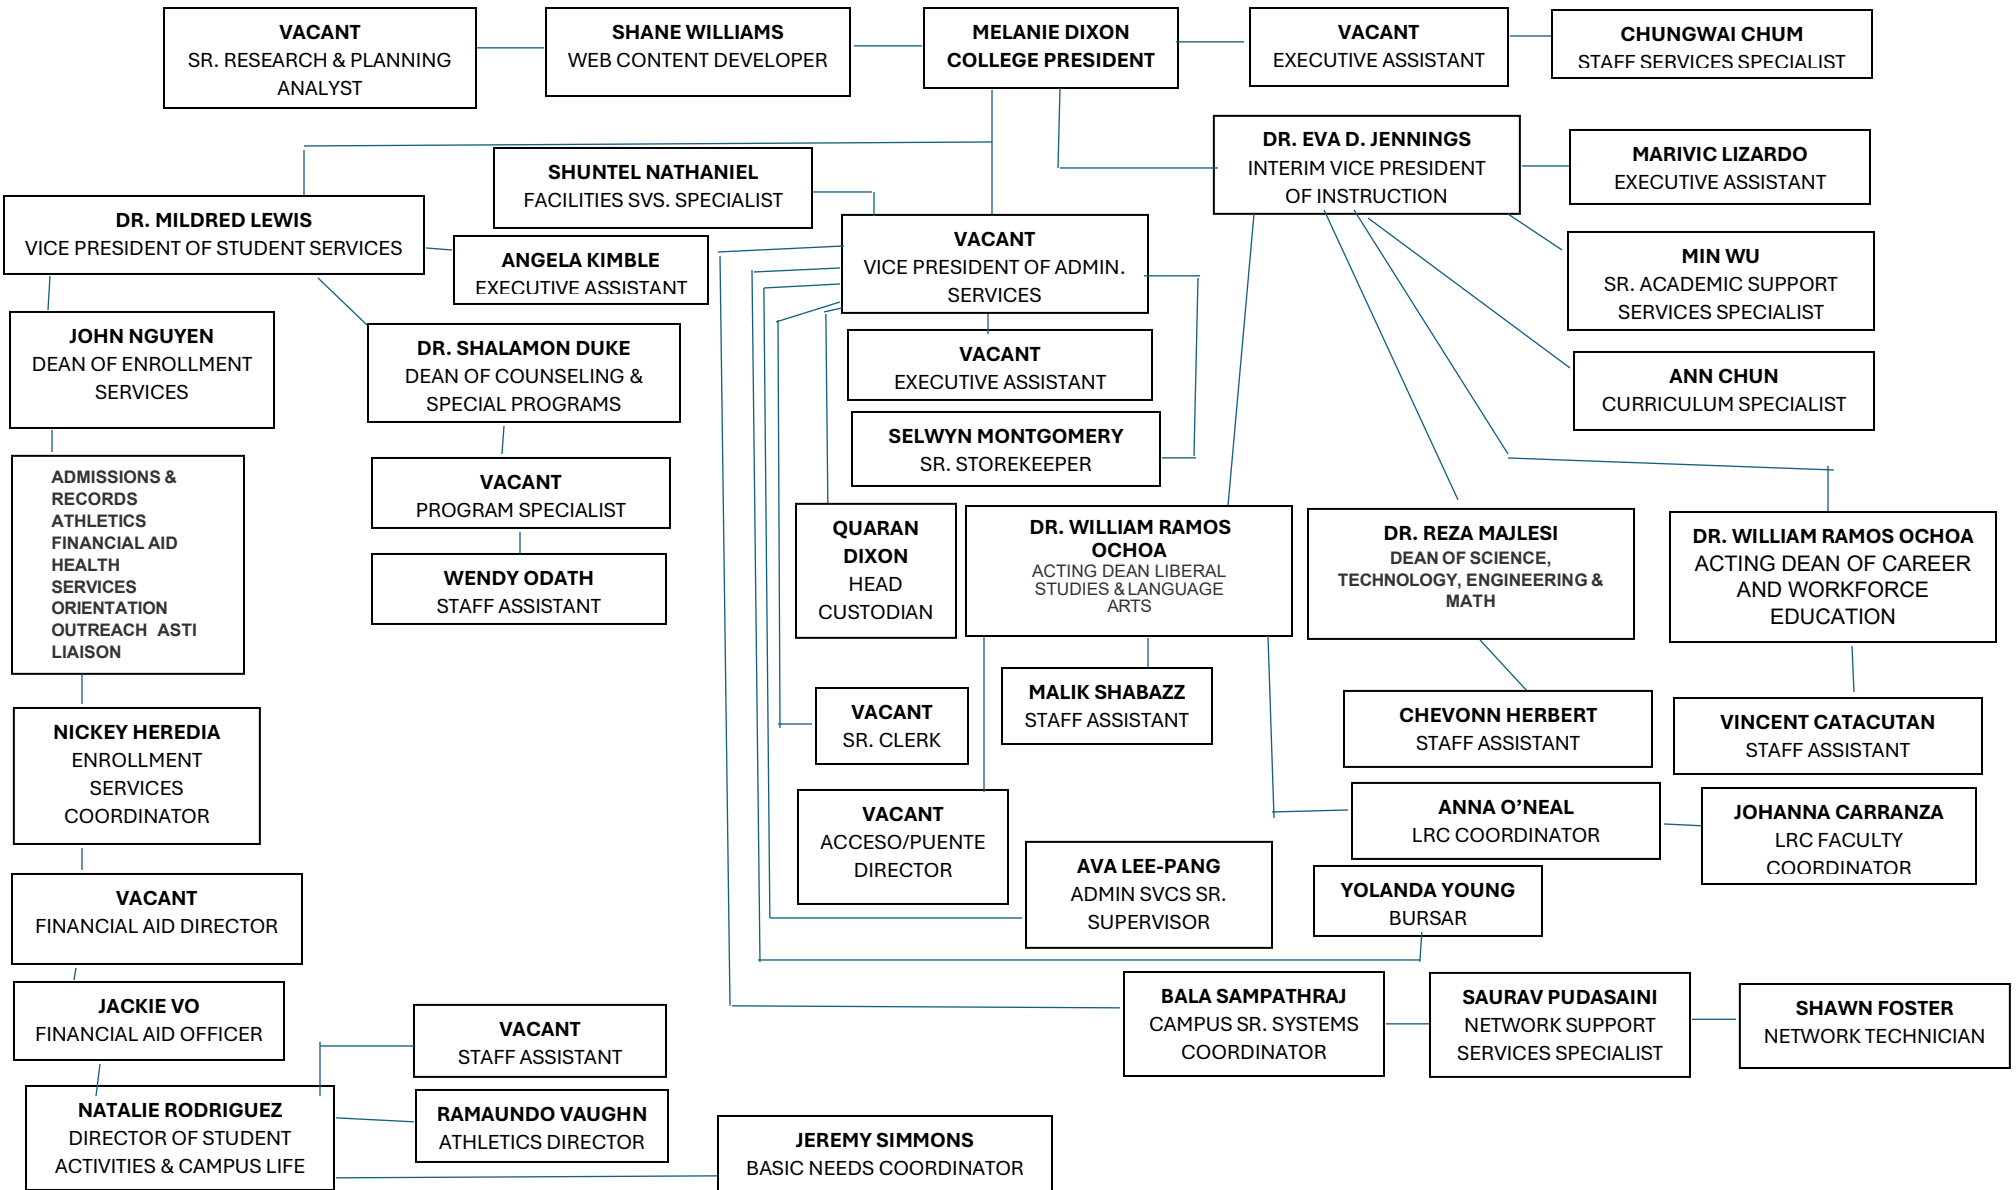 VACANT
SR. RESEARCH & PLANNING
ANALYST
SHANE WILLIAMS
WEB CONTENT DEVELOPER
MELANIE DIXON
COLLEGE PRESIDENT
VACANT
EXECUTIVE ASSISTANT
CHUNGWAI CHUM
STAFF SERVICES SPECIALIST
DR. EVA D. JENNINGS
INTERIM VICE PRESIDENT
OF INSTRUCTION
MARIVIC LIZARDO
EXECUTIVE ASSISTANT
SHUNTEL NATHANIEL
FACILITIES SVS. SPECIALIST
DR. MILDRED LEWIS
VICE PRESIDENT OF STUDENT SERVICES
ANGELA KIMBLE
EXECUTIVE ASSISTANT
VACANT
VICE PRESIDENT OF ADMIN.
SERVICES
MIN WU
SR. ACADEMIC SUPPORT
SERVICES SPECIALIST
JOHN NGUYEN
DEAN OF ENROLLMENT
SERVICES
DR. SHALAMON DUKE
DEAN OF COUNSELING &
SPECIAL PROGRAMS
VACANT
EXECUTIVE ASSISTANT
ANN CHUN
CURRICULUM SPECIALIST
SELWYN MONTGOMERY
SR. STOREKEEPER
ADMISSIONS &
RECORDS
ATHLETICS
FINANCIAL AID
HEALTH
SERVICES
ORIENTATION
OUTREACH ASTI
LIAISON
VACANT
PROGRAM SPECIALIST
WENDY ODATH
STAFF ASSISTANT
QUARAN
DIXON
HEAD
CUSTODIAN
DR. WILLIAM RAMOS
OCHOA
ACTING DEAN LIBERAL
STUDIES & LANGUAGE
ARTS
DR. REZA MAJLESI
DEAN OF SCIENCE,
TECHNOLOGY, ENGINEERING &
MATH
DR. WILLIAM RAMOS OCHOA
ACTING DEAN OF CAREER
AND WORKFORCE
EDUCATION
VACANT
SR. CLERK
MALIK SHABAZZ
STAFF ASSISTANT
CHEVONN HERBERT
STAFF ASSISTANT
VINCENT CATACUTAN
STAFF ASSISTANT
NICKEY HEREDIA
ENROLLMENT
SERVICES
COORDINATOR
VACANT
ACCESO/PUENTE
DIRECTOR
ANNA O’NEAL
LRC COORDINATOR
JOHANNA CARRANZA
LRC FACULTY
COORDINATOR
AVA LEE-PANG
ADMIN SVCS SR.
SUPERVISOR
YOLANDA YOUNG
BURSAR
VACANT
FINANCIAL AID DIRECTOR
BALA SAMPATHRAJ
CAMPUS SR. SYSTEMS
COORDINATOR
SAURAV PUDASAINI
NETWORK SUPPORT
SERVICES SPECIALIST
SHAWN FOSTER
NETWORK TECHNICIAN
JACKIE VO
FINANCIAL AID OFFICER
VACANT
STAFF ASSISTANT
NATALIE RODRIGUEZ
DIRECTOR OF STUDENT
ACTIVITIES & CAMPUS LIFE
RAMAUNDO VAUGHN
ATHLETICS DIRECTOR
JEREMY SIMMONS
BASIC NEEDS COORDINATOR